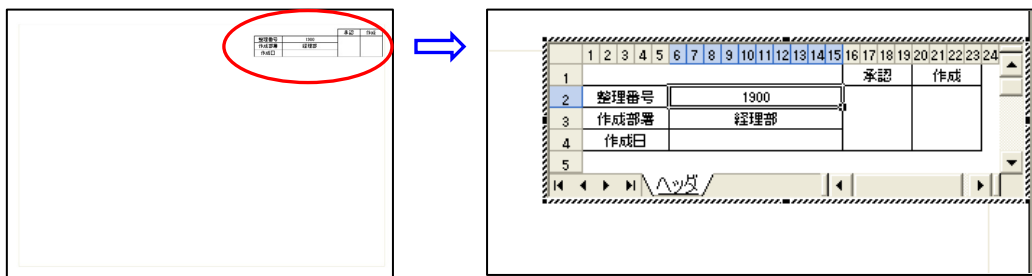 承認 作成
整理番号 1900
作成部署 経理部
作成日
1 2 3 4 5 6 7 8 9 10 11 12 13 14 15 16 17 18 19 20 21 22 23 24
1 承認 作成
2 整理番号 1900
3 作成部署 経理部
4 作成日
5
ヘッダ